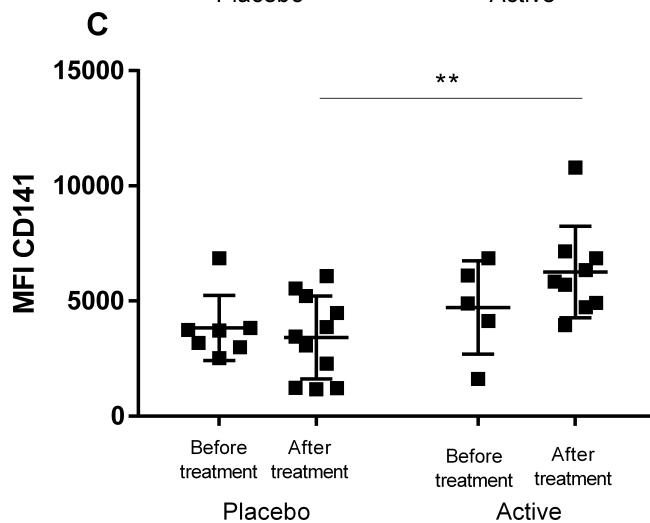 Placebo
Active
C
15000
**
10000
MFI CD141
5000
0
Before
treatment
After
treatment
Before
treatment
After
treatment
Placebo
Active